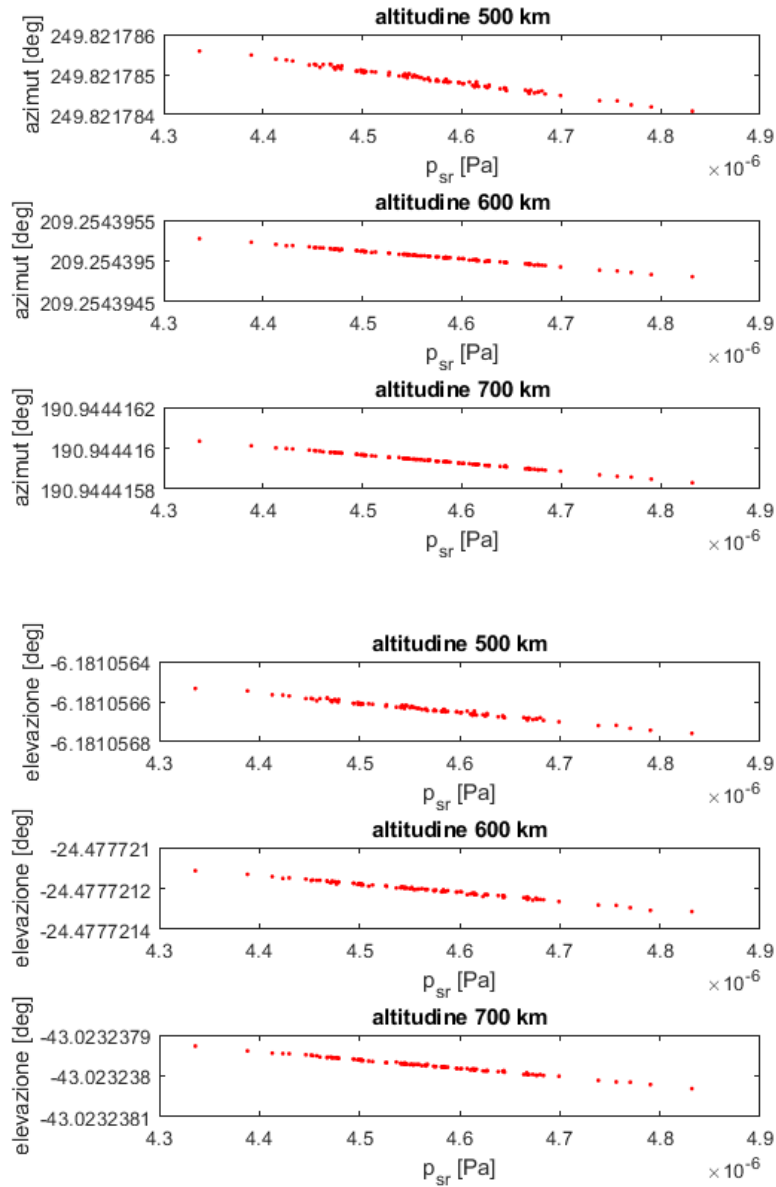 altitudine 500 km
azimut [deg]
249.821786
249.821785
249.821784
4.3 4.4 4.5 4.6 4.7 4.8 4.9
p_sr [Pa] ×10^-6
altitudine 600 km
azimut [deg]
209.2543955
209.254395
209.2543945
4.3 4.4 4.5 4.6 4.7 4.8 4.9
p_sr [Pa] ×10^-6
altitudine 700 km
azimut [deg]
190.9444162
190.944416
190.9444158
4.3 4.4 4.5 4.6 4.7 4.8 4.9
p_sr [Pa] ×10^-6
altitudine 500 km
elevazione [deg]
-6.1810564
-6.1810566
-6.1810568
4.3 4.4 4.5 4.6 4.7 4.8 4.9
p_sr [Pa] ×10^-6
altitudine 600 km
elevazione [deg]
-24.477721
-24.4777212
-24.4777214
4.3 4.4 4.5 4.6 4.7 4.8 4.9
p_sr [Pa] ×10^-6
altitudine 700 km
elevazione [deg]
-43.0232379
-43.023238
-43.0232381
4.3 4.4 4.5 4.6 4.7 4.8 4.9
p_sr [Pa] ×10^-6